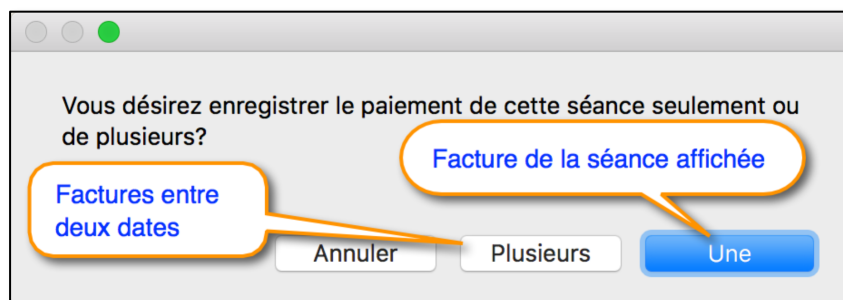 Vous désirez enregistrer le paiement de cette séance seulement ou
de plusieurs?
Facture de la séance affichée
Factures entre
deux dates
Annuler
Plusieurs
Une